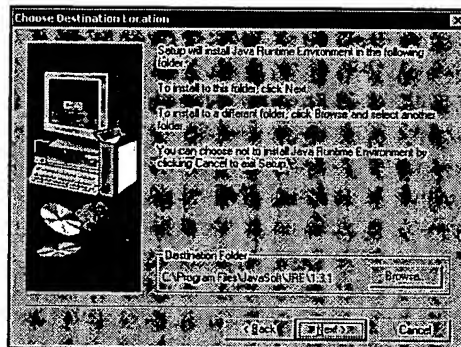 Choose Destination Location
Setup will install Java Runtime Environment in the following
folder.
To install to this folder, click Next.
To install to a different folder, click Browse and select another
folder.
You can choose not to install Java Runtime Environment by
clicking Cancel to exit Setup.
Destination Folder
C:\Program Files\JavaSoft\JRE\1.3.1
Browse...
< Back
Next >
Cancel